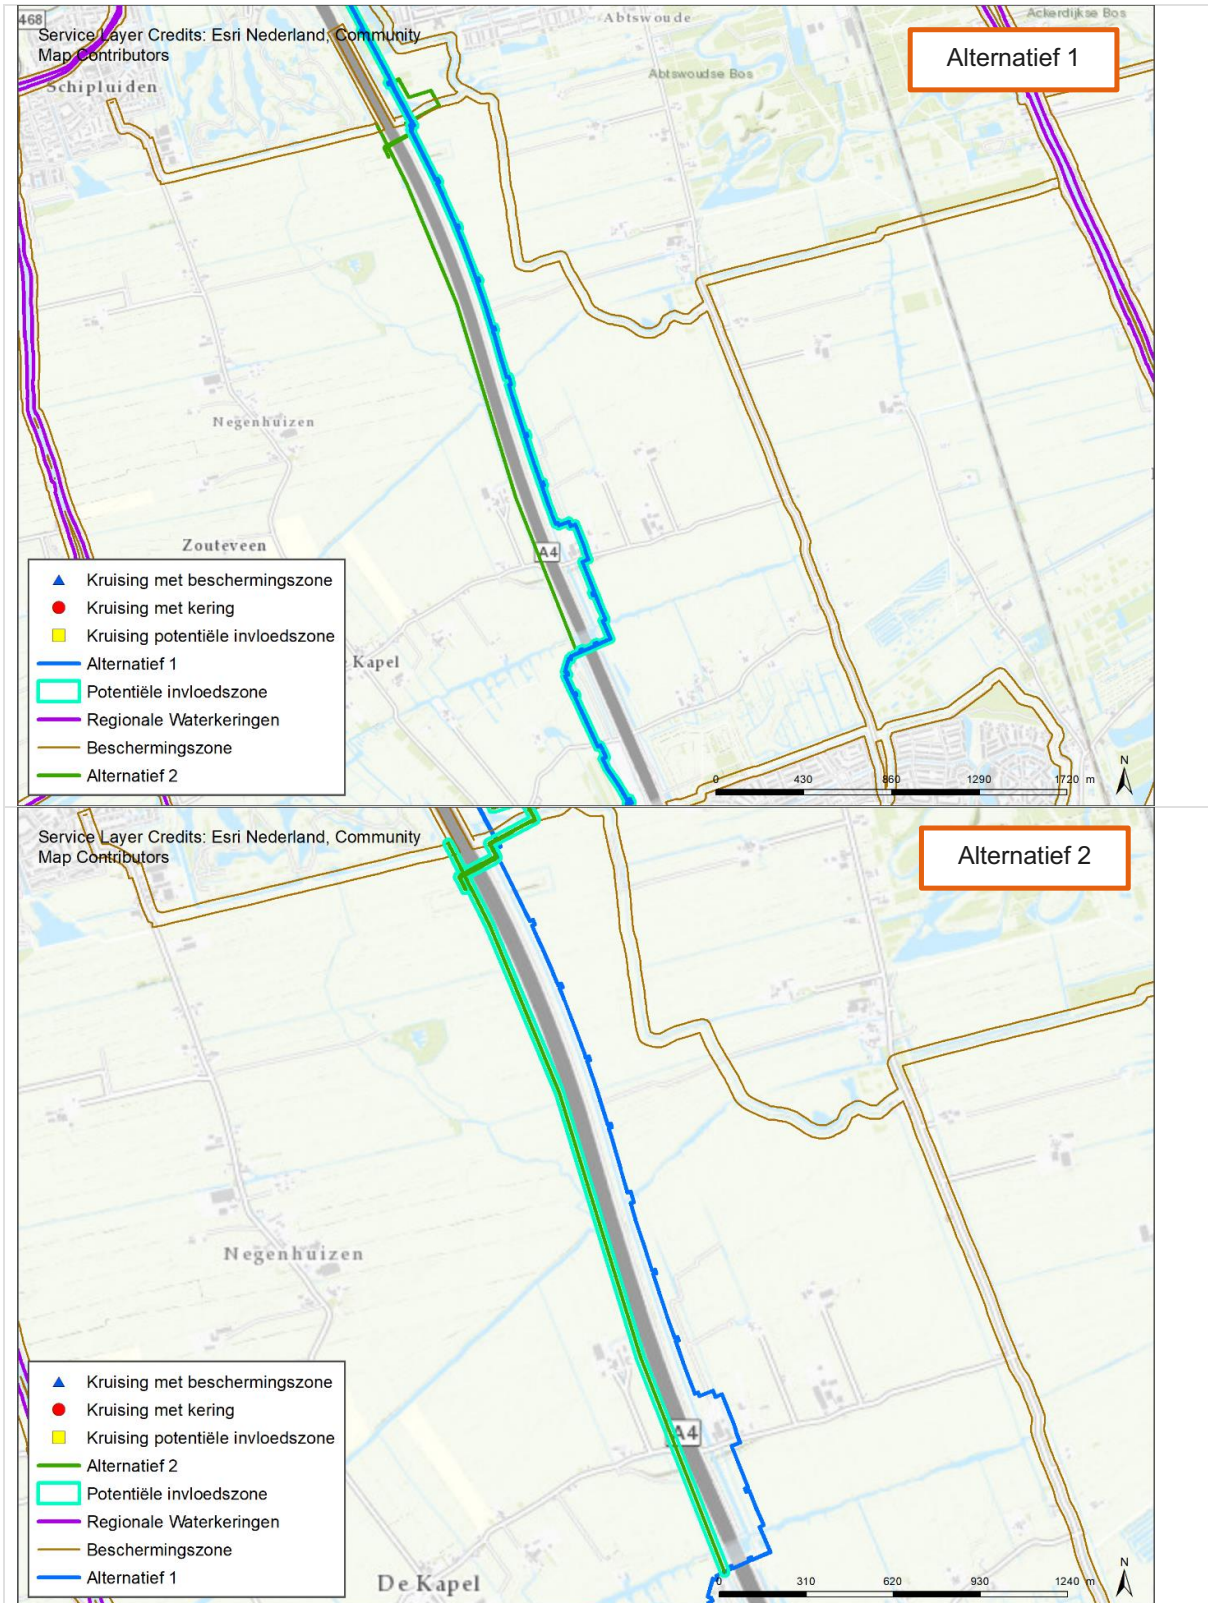 468
Service Layer Credits: Esri Nederland, Community
Map Contributors
Abtswoude
Ackerdijkse Bos
Alternatief 1
Schipluiden
Abtswoudse Bos
Negenhuizen
Zouteveen
A4
Kapel
Kruising met beschermingszone
Kruising met kering
Kruising potentiële invloedszone
Alternatief 1
Potentiële invloedszone
Regionale Waterkeringen
Beschermingszone
Alternatief 2
0 430 860 1290 1720 m
N
Service Layer Credits: Esri Nederland, Community
Map Contributors
Alternatief 2
Negenhuizen
A4
De Kapel
Kruising met beschermingszone
Kruising met kering
Kruising potentiële invloedszone
Alternatief 2
Potentiële invloedszone
Regionale Waterkeringen
Beschermingszone
Alternatief 1
0 310 620 930 1240 m
N